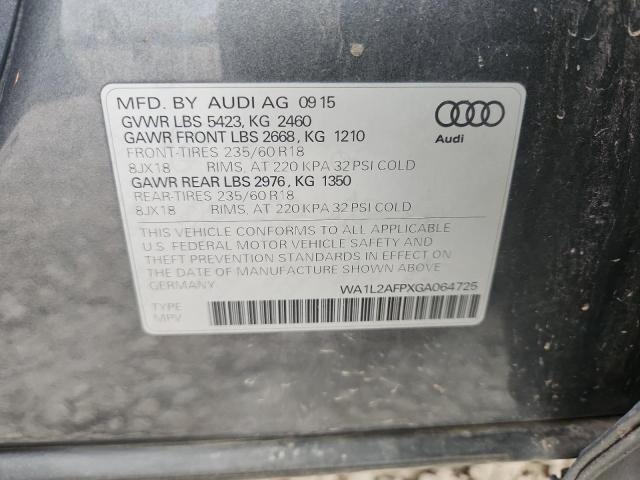 MFD. BY AUDI AG 09 15
GVWR LBS 5423, KG 2460
GAWR FRONT LBS 2668, KG 1210
FRONT-TIRES 235/60 R18
8JX18 RIMS, AT 220 KPA 32 PSI COLD
GAWR REAR LBS 2976, KG 1350
REAR-TIRES 235/60 R18
8JX18 RIMS, AT 220 KPA 32 PSI COLD
Audi
THIS VEHICLE CONFORMS TO ALL APPLICABLE
U.S. FEDERAL MOTOR VEHICLE SAFETY AND
THEFT PREVENTION STANDARDS IN EFFECT ON
THE DATE OF MANUFACTURE SHOWN ABOVE.
GERMANY WA1L2AFPXGA064725
TYPE
MPV